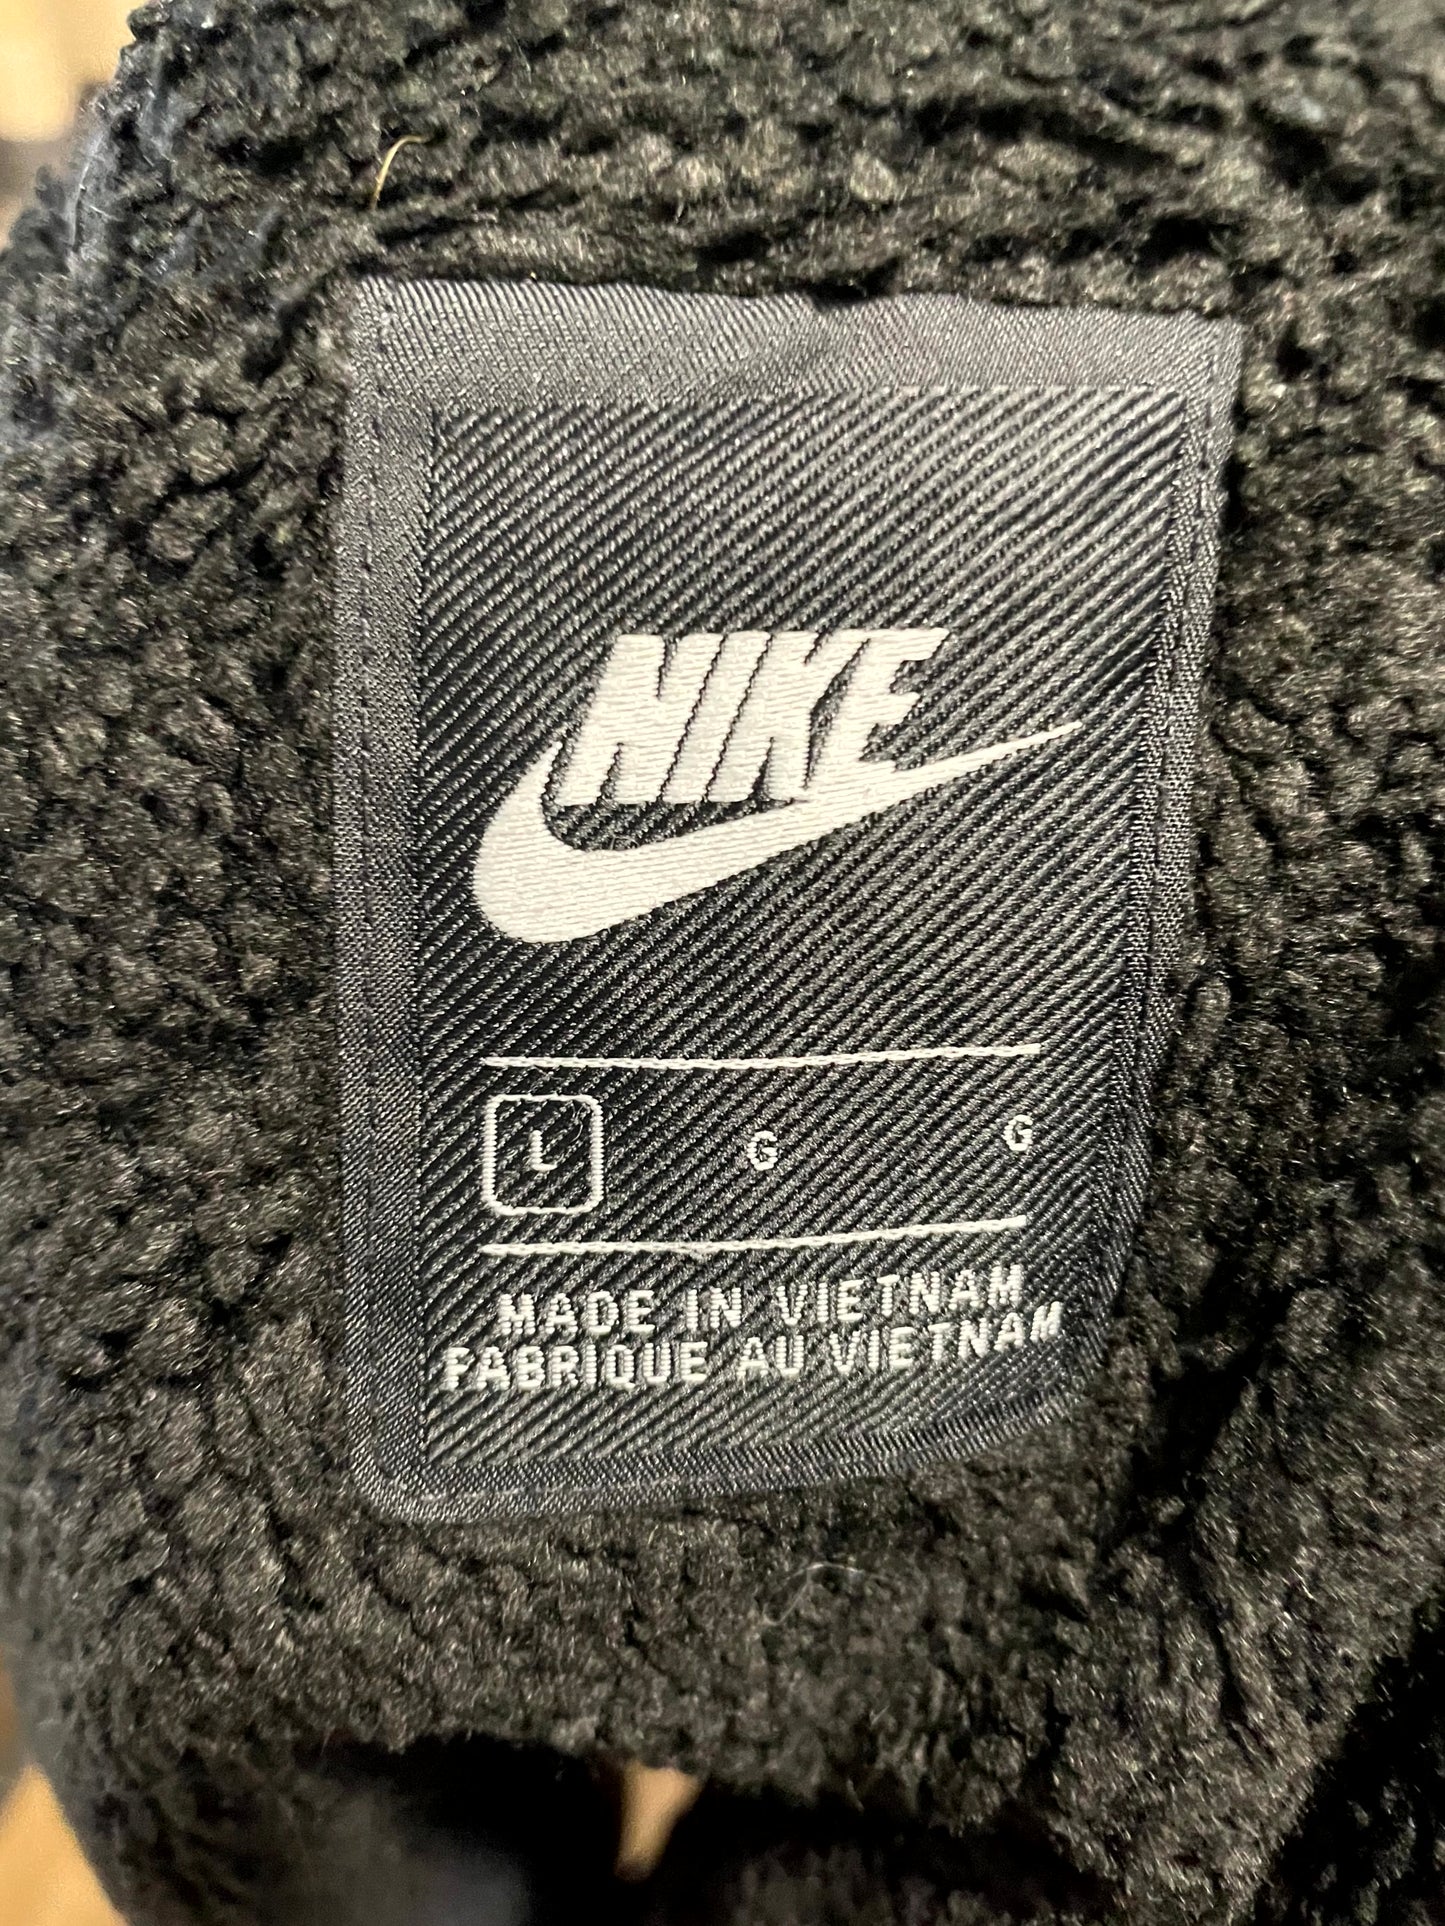 NIKE
L G G
MADE IN VIETNAM
FABRIQUE AU VIETNAM